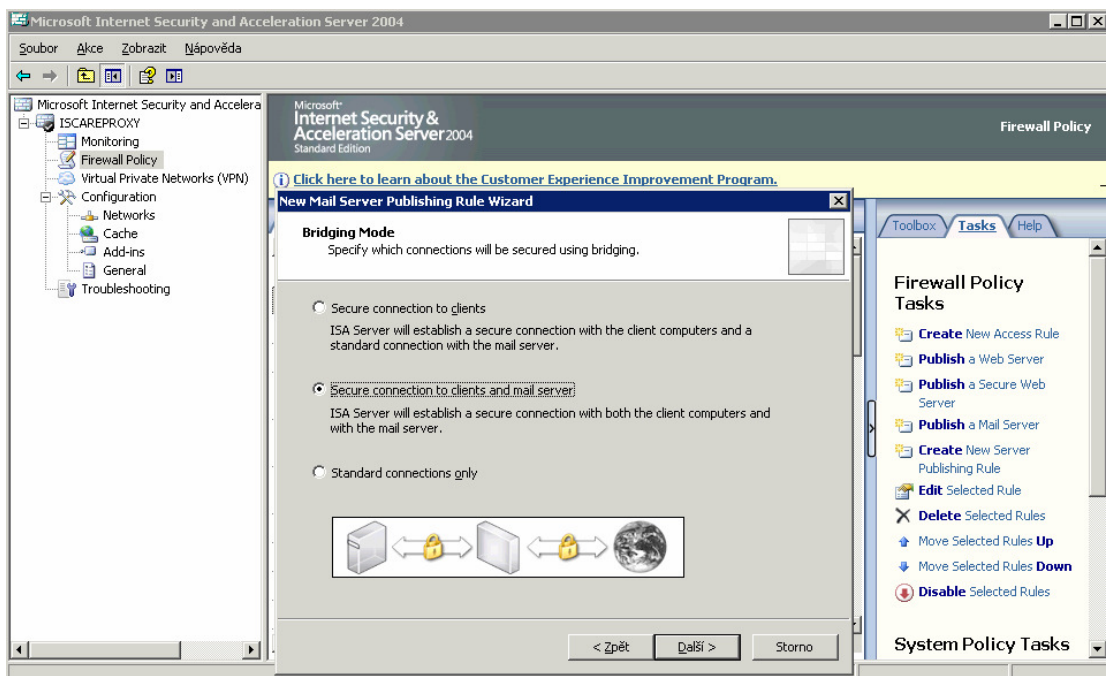 Microsoft Internet Security and Acceleration Server 2004
Soubor Akce Zobrazit Nápověda
Microsoft Internet Security and Accelera
ISCAREPROXY
Monitoring
Firewall Policy
Virtual Private Networks (VPN)
Configuration
Networks
Cache
Add-ins
General
Troubleshooting
Microsoft
Internet Security &
Acceleration Server 2004
Standard Edition
Firewall Policy
Click here to learn about the Customer Experience Improvement Program.
New Mail Server Publishing Rule Wizard
Bridging Mode
Specify which connections will be secured using bridging.
Secure connection to clients
ISA Server will establish a secure connection with the client computers and a
standard connection with the mail server.
Secure connection to clients and mail server
ISA Server will establish a secure connection with both the client computers and
with the mail server.
Standard connections only
< Zpět
Další >
Storno
Toolbox Tasks Help
Firewall Policy
Tasks
Create New Access Rule
Publish a Web Server
Publish a Secure Web
Server
Publish a Mail Server
Create New Server
Publishing Rule
Edit Selected Rule
Delete Selected Rules
Move Selected Rules Up
Move Selected Rules Down
Disable Selected Rules
System Policy Tasks